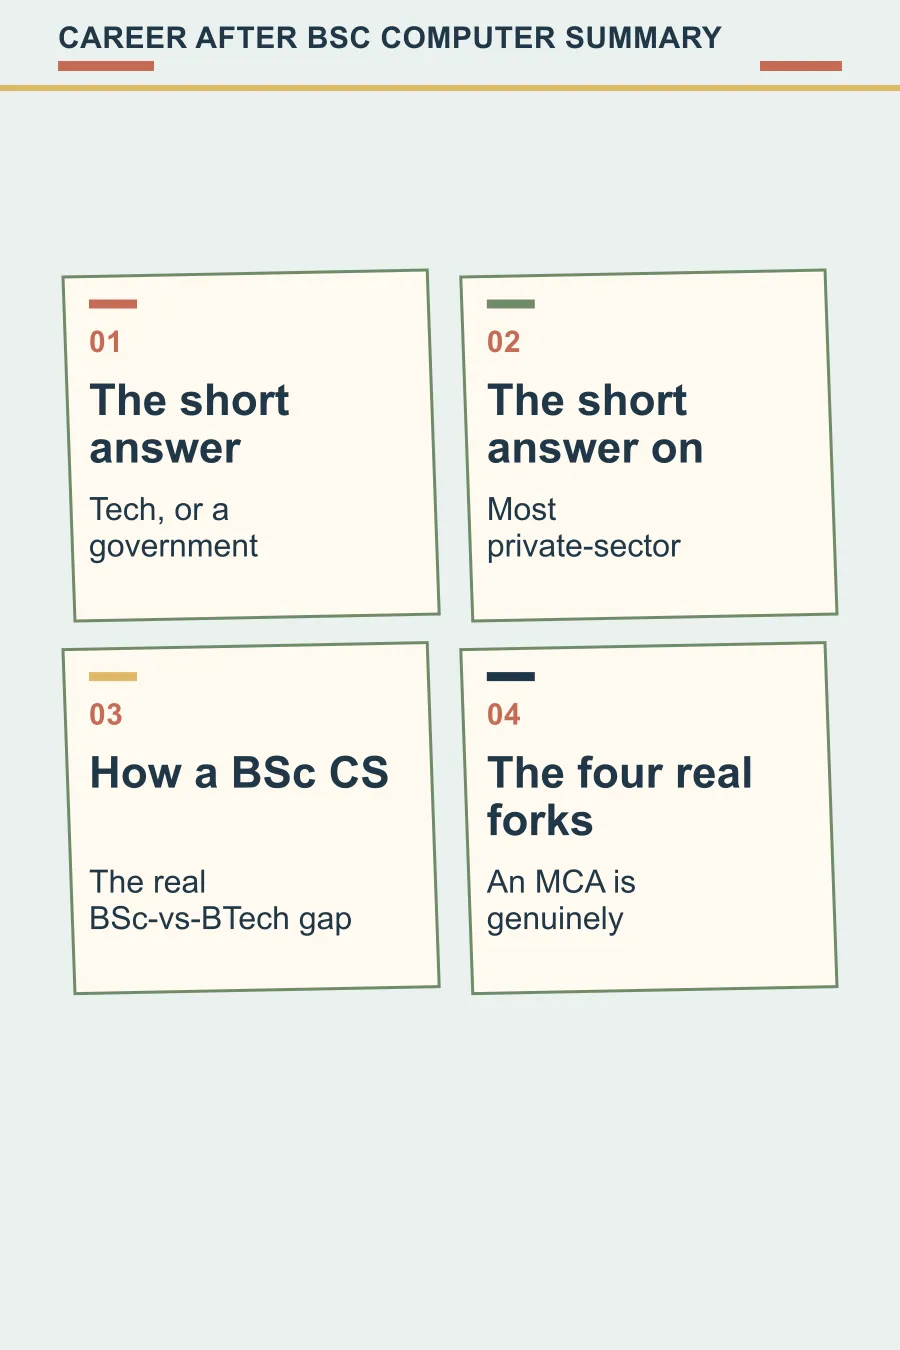 CAREER AFTER BSC COMPUTER SUMMARY
01
The short
answer
Tech, or a
government
02
The short
answer on
Most
private-sector
03
How a BSc CS
The real
BSc-vs-BTech gap
04
The four real
forks
An MCA is
genuinely